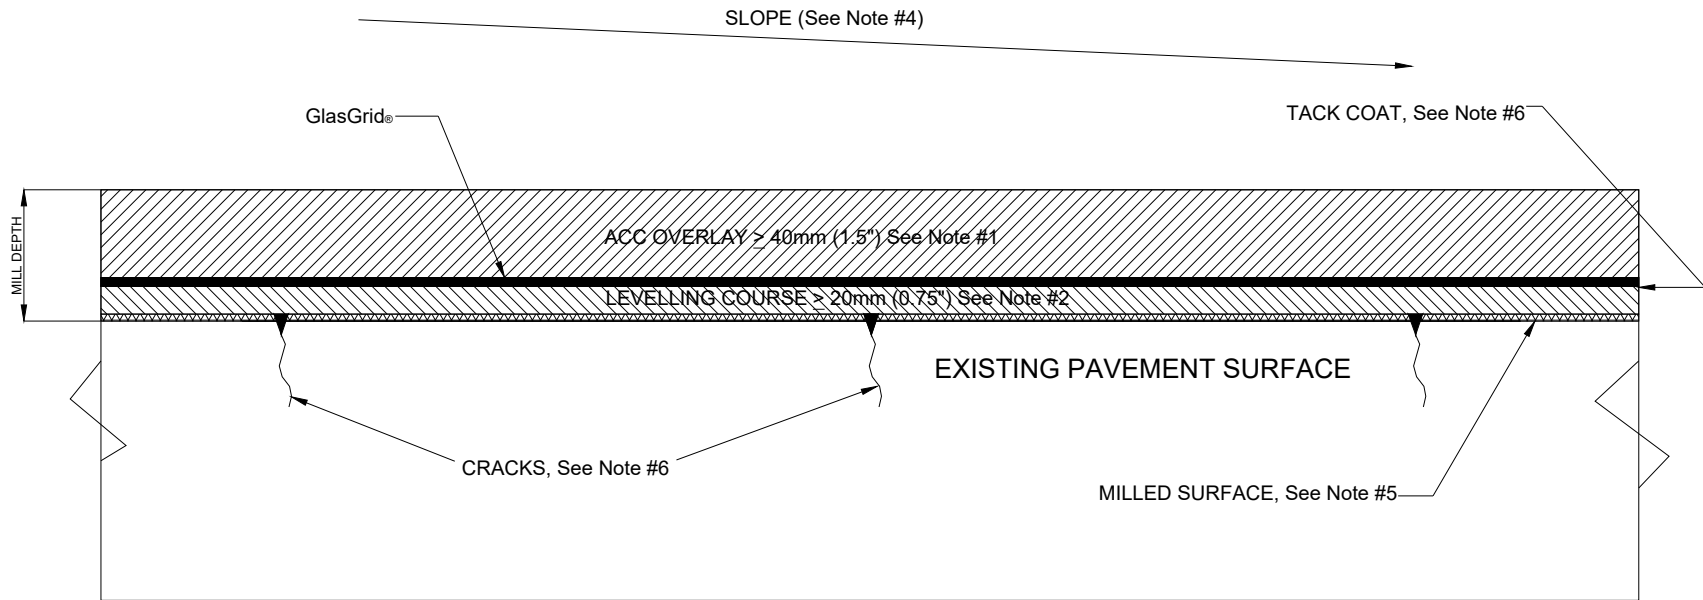 SLOPE (See Note #4)
GlasGrid®
TACK COAT, See Note #6
MILL DEPTH
ACC OVERLAY ≥ 40mm (1.5") See Note #1
LEVELLING COURSE ≥ 20mm (0.75") See Note #2
EXISTING PAVEMENT SURFACE
CRACKS, See Note #6
MILLED SURFACE, See Note #5